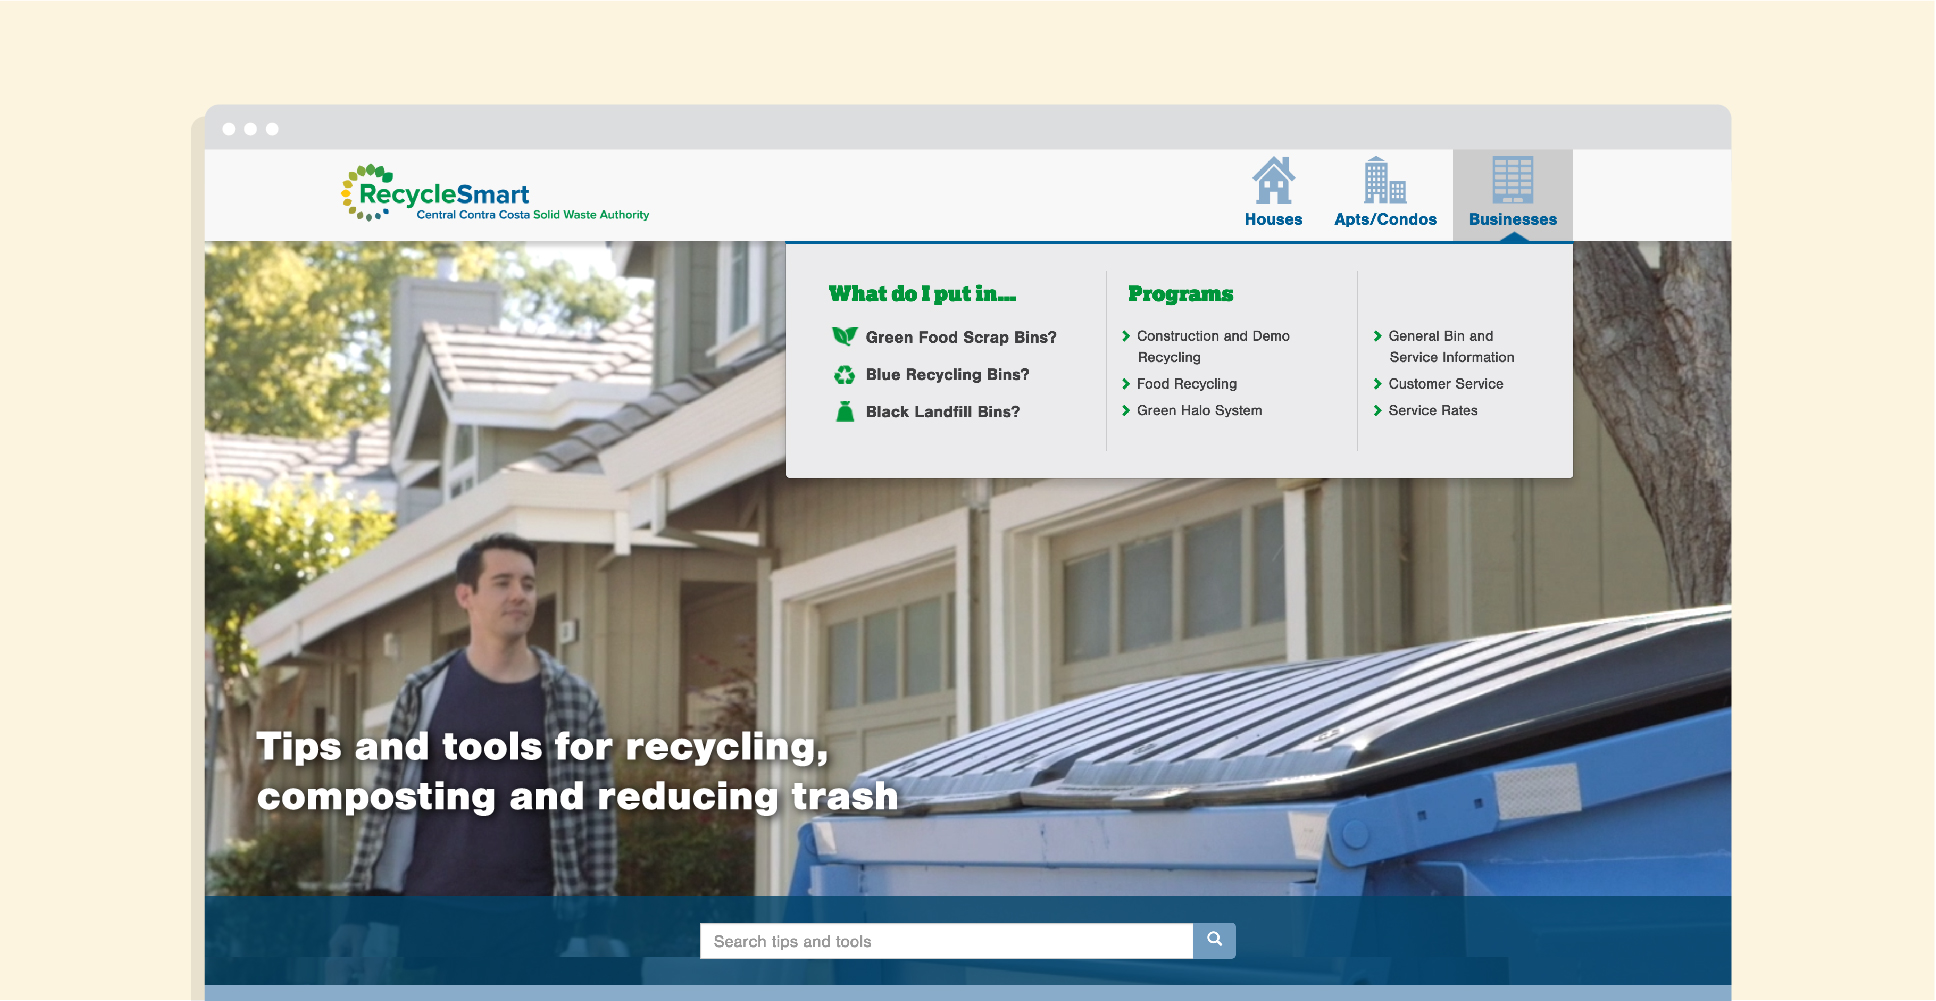 RecycleSmart
Central Contra Costa Solid Waste Authority
Houses
Apts/Condos
Businesses
What do I put in...
Green Food Scrap Bins?
Blue Recycling Bins?
Black Landfill Bins?
Programs
Construction and Demo
Recycling
Food Recycling
Green Halo System
General Bin and
Service Information
Customer Service
Service Rates
Tips and tools for recycling,
composting and reducing trash
Search tips and tools